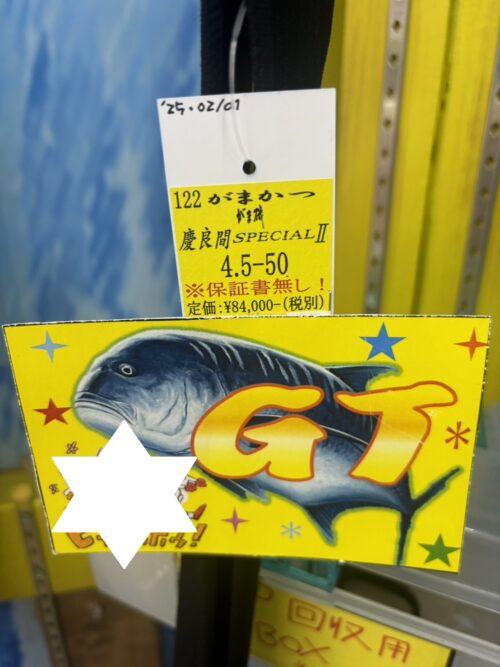 '25.02/01
122 がまかつ
がま磯
慶良間SPECIALⅡ
4.5-50
※保証書無し!
定価:¥84,000-(税別)
GT
回収用
BOX